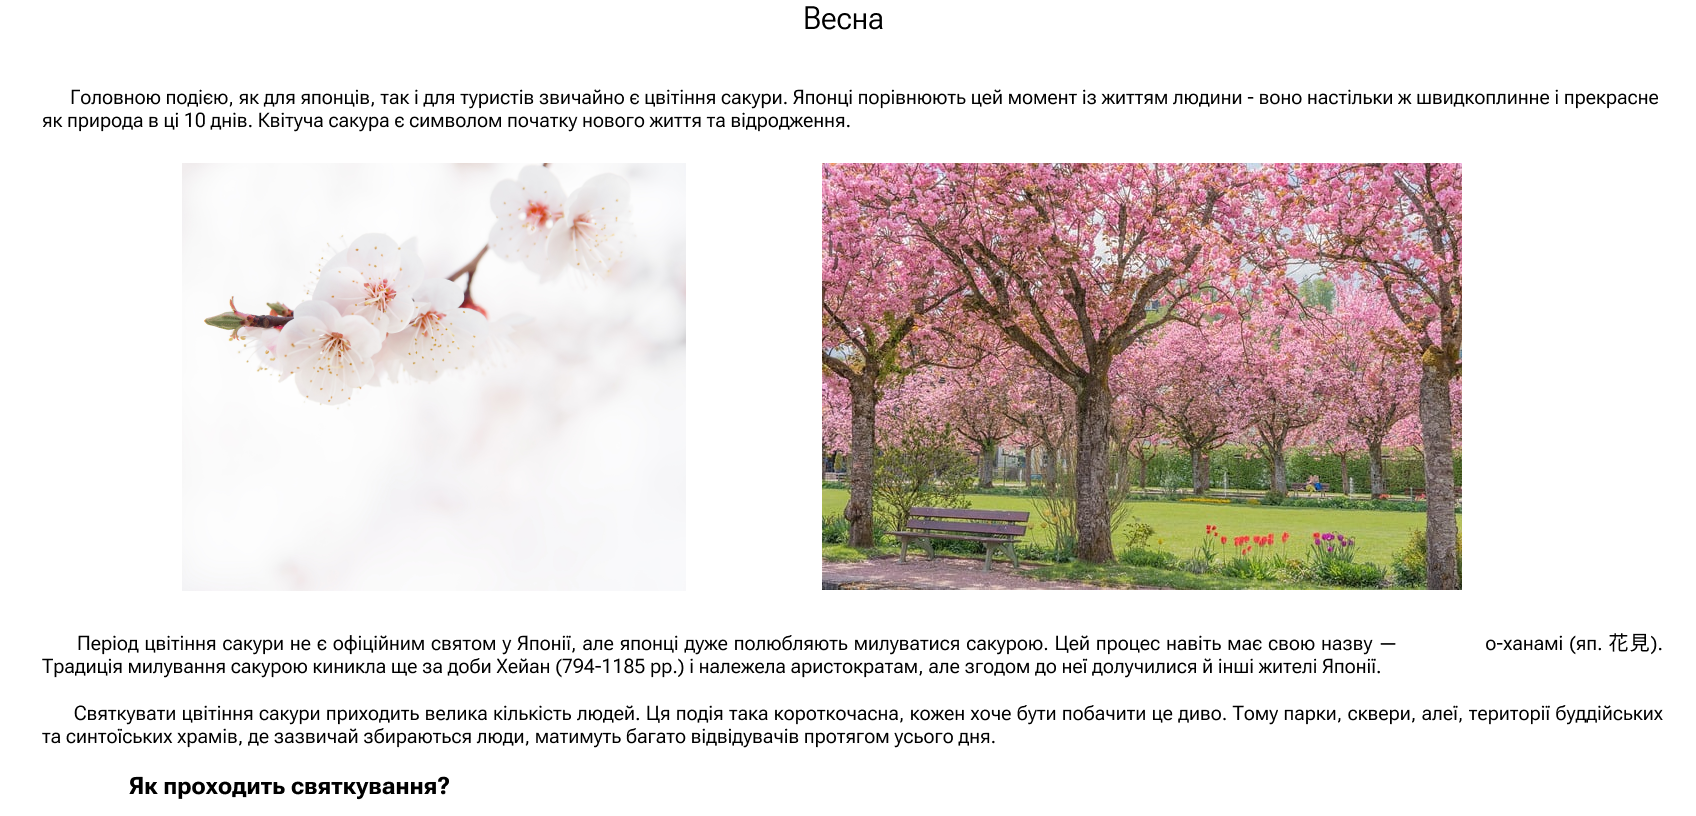 Весна
Головною подією, як для японців, так і для туристів звичайно є цвітіння сакури. Японці порівнюють цей момент із життям людини - воно настільки ж швидкоплинне і прекрасне
як природа в ці 10 днів. Квітуча сакура є символом початку нового життя та відродження.
Період цвітіння сакури не є офіційним святом у Японії, але японці дуже полюбляють милуватися сакурою. Цей процес навіть має свою назву — о-ханамі (яп. 花見).
Традиція милування сакурою киникла ще за доби Хейан (794-1185 рр.) і належела аристократам, але згодом до неї долучилися й інші жителі Японії.
Святкувати цвітіння сакури приходить велика кількість людей. Ця подія така короткочасна, кожен хоче бути побачити це диво. Тому парки, сквери, алеї, території буддійських
та синтоїських храмів, де зазвичай збираються люди, матимуть багато відвідувачів протягом усього дня.
Як проходить святкування?